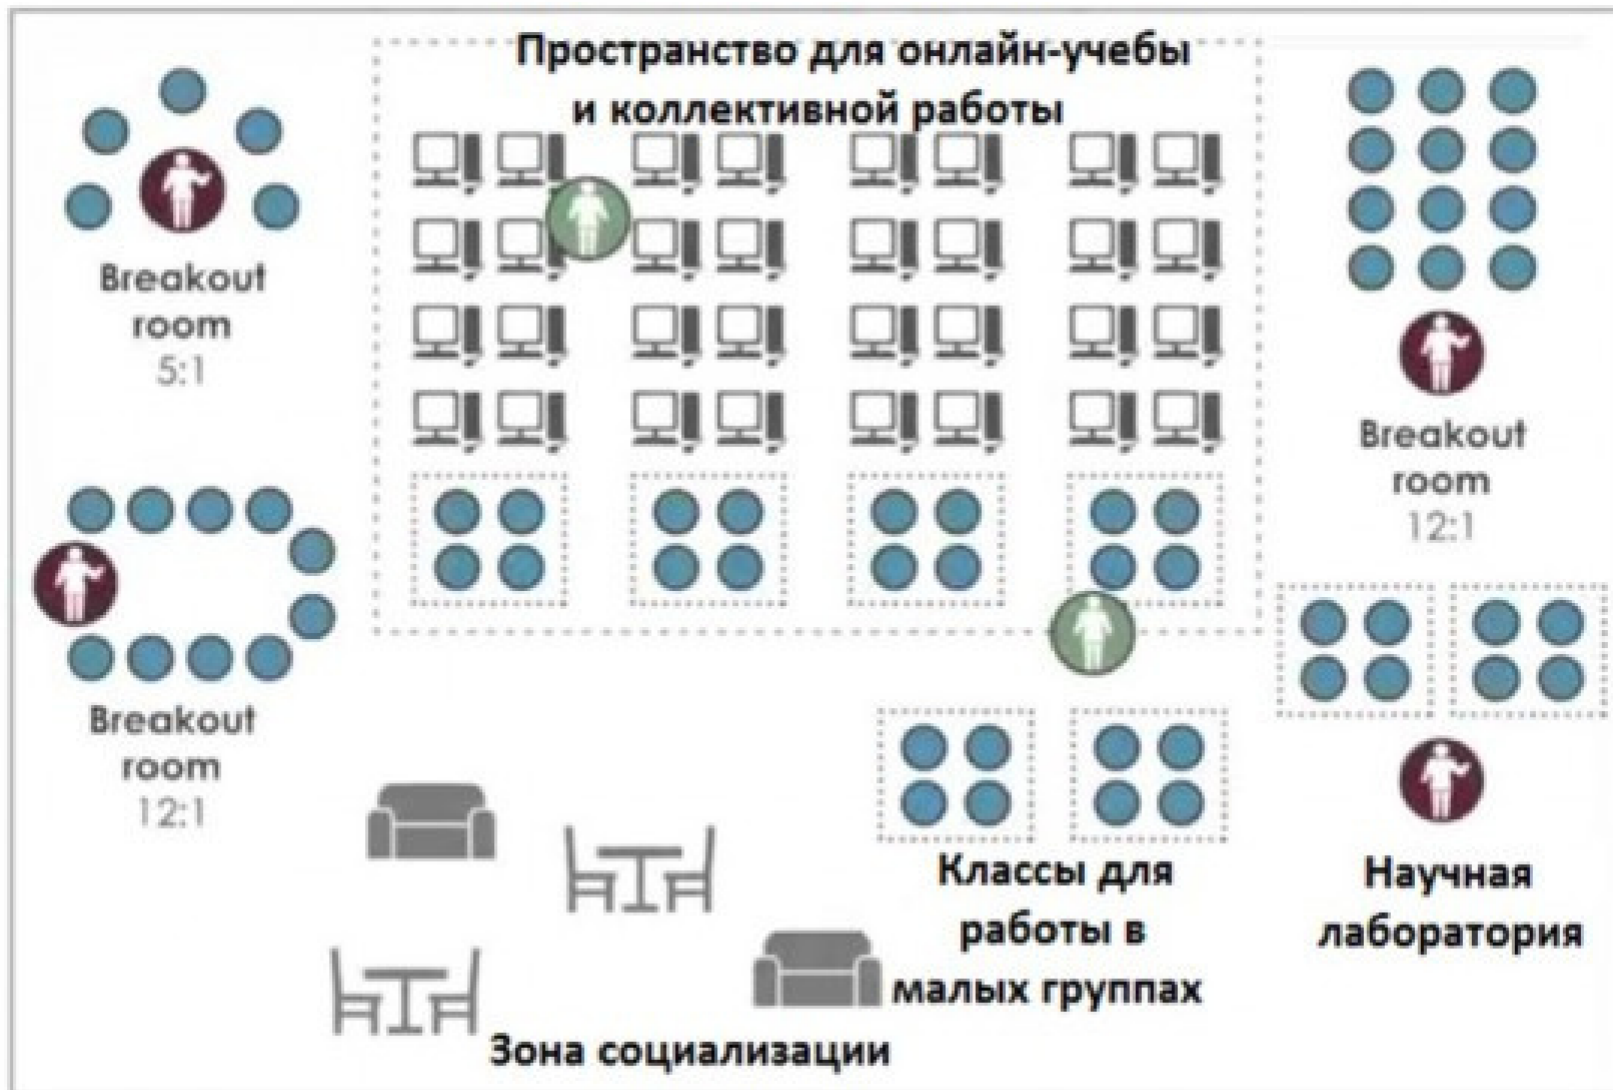 Пространство для онлайн-учебы
и коллективной работы
Breakout
room
5:1
Breakout
room
12:1
Breakout
room
12:1
Классы для
работы в
малых группах
Научная
лаборатория
Зона социализации